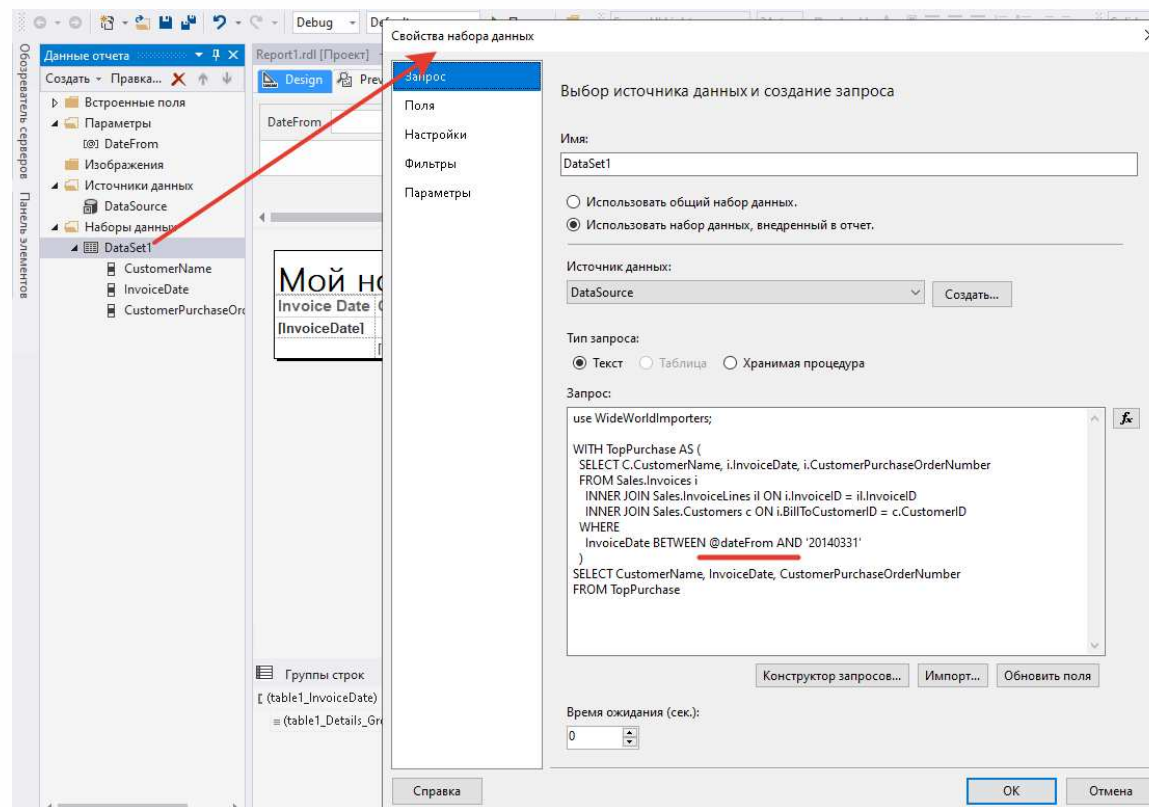 Debug
Свойства набора данных
Обозреватель серверов
Панель элементов
Данные отчета
Создать
Правка...
Встроенные поля
Параметры
[@] DateFrom
Изображения
Источники данных
DataSource
Наборы данных
DataSet1
CustomerName
InvoiceDate
CustomerPurchaseOr
Report1.rdl [Проект]
Design
Prev
DateFrom
Мой но
Invoice Date
[InvoiceDate]
Группы строк
(table1_InvoiceDate)
(table1_Details_Gr
Запрос
Поля
Настройки
Фильтры
Параметры
Выбор источника данных и создание запроса
Имя:
DataSet1
Использовать общий набор данных.
Использовать набор данных, внедренный в отчет.
Источник данных:
DataSource
Создать...
Тип запроса:
Текст
Таблица
Хранимая процедура
Запрос:
use WideWorldImporters;
WITH TopPurchase AS (
SELECT C.CustomerName, i.InvoiceDate, i.CustomerPurchaseOrderNumber
FROM Sales.Invoices i
INNER JOIN Sales.InvoiceLines il ON i.InvoiceID = il.InvoiceID
INNER JOIN Sales.Customers c ON i.BillToCustomerID = c.CustomerID
WHERE
InvoiceDate BETWEEN @dateFrom AND '20140331'
)
SELECT CustomerName, InvoiceDate, CustomerPurchaseOrderNumber
FROM TopPurchase
fx
Конструктор запросов...
Импорт...
Обновить поля
Время ожидания (сек.):
0
Справка
OK
Отмена